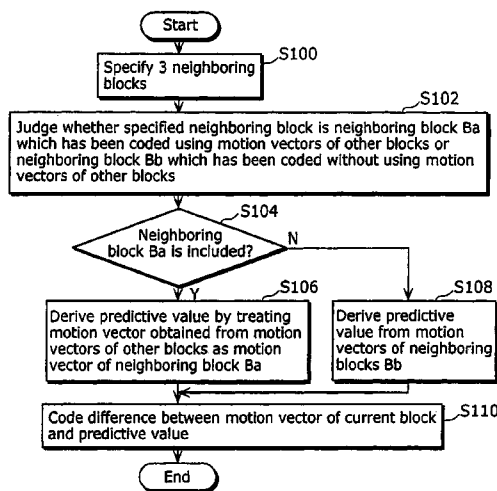 Start
S100
Specify 3 neighboring
blocks
S102
Judge whether specified neighboring block is neighboring block Ba
which has been coded using motion vectors of other blocks or
neighboring block Bb which has been coded without using motion
vectors of other blocks
S104
Neighboring
block Ba is included?
N
Y
S106
Derive predictive value by treating
motion vector obtained from motion
vectors of other blocks as motion
vector of neighboring block Ba
S108
Derive predictive
value from motion
vectors of neighboring
blocks Bb
S110
Code difference between motion vector of current block
and predictive value
End